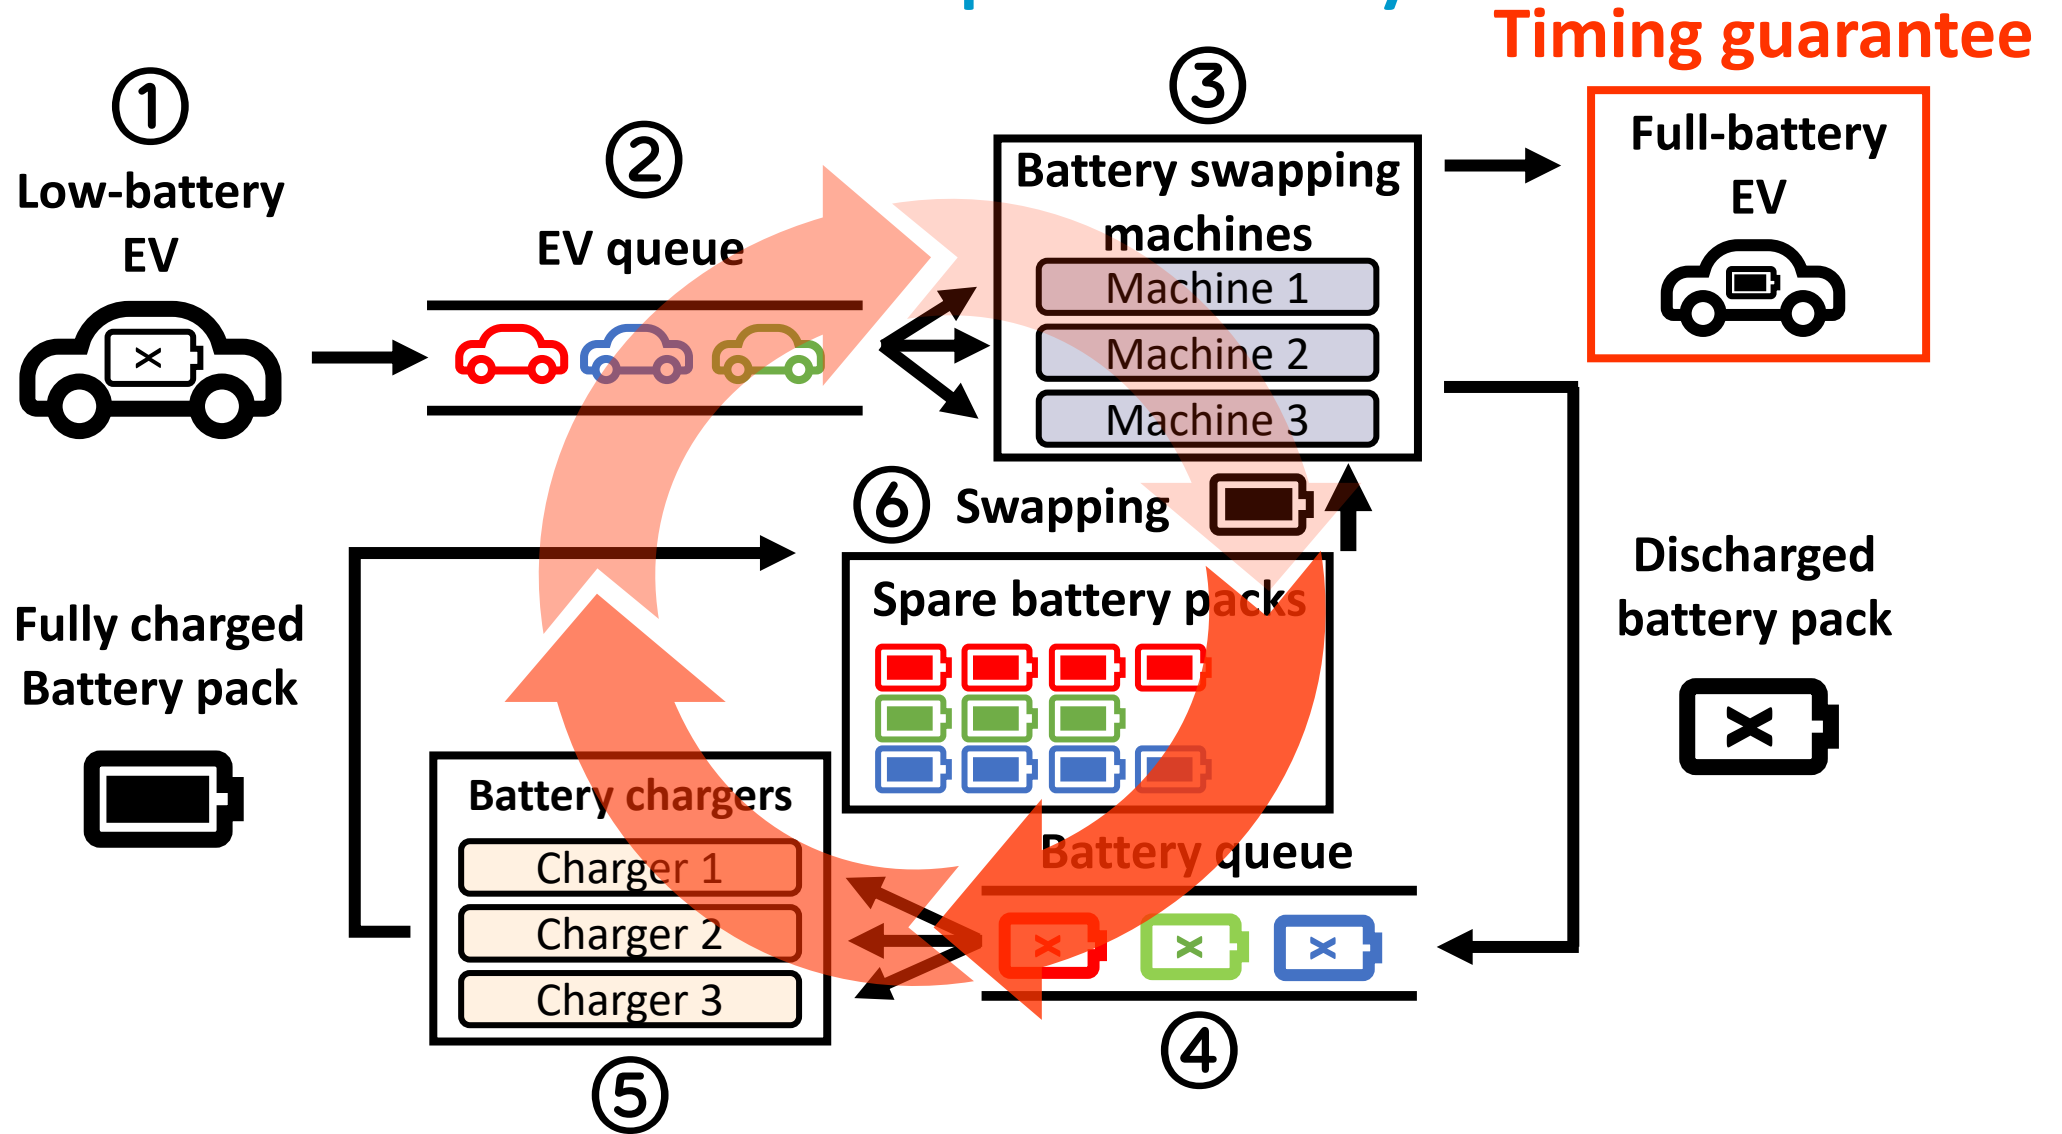 Timing guarantee
①
Low-battery
EV
②
EV queue
③
Battery swapping
machines
Machine 1
Machine 2
Machine 3
Full-battery
EV
⑥ Swapping
Spare battery packs
Discharged
battery pack
Fully charged
Battery pack
Battery chargers
Charger 1
Charger 2
Charger 3
⑤
Battery queue
④